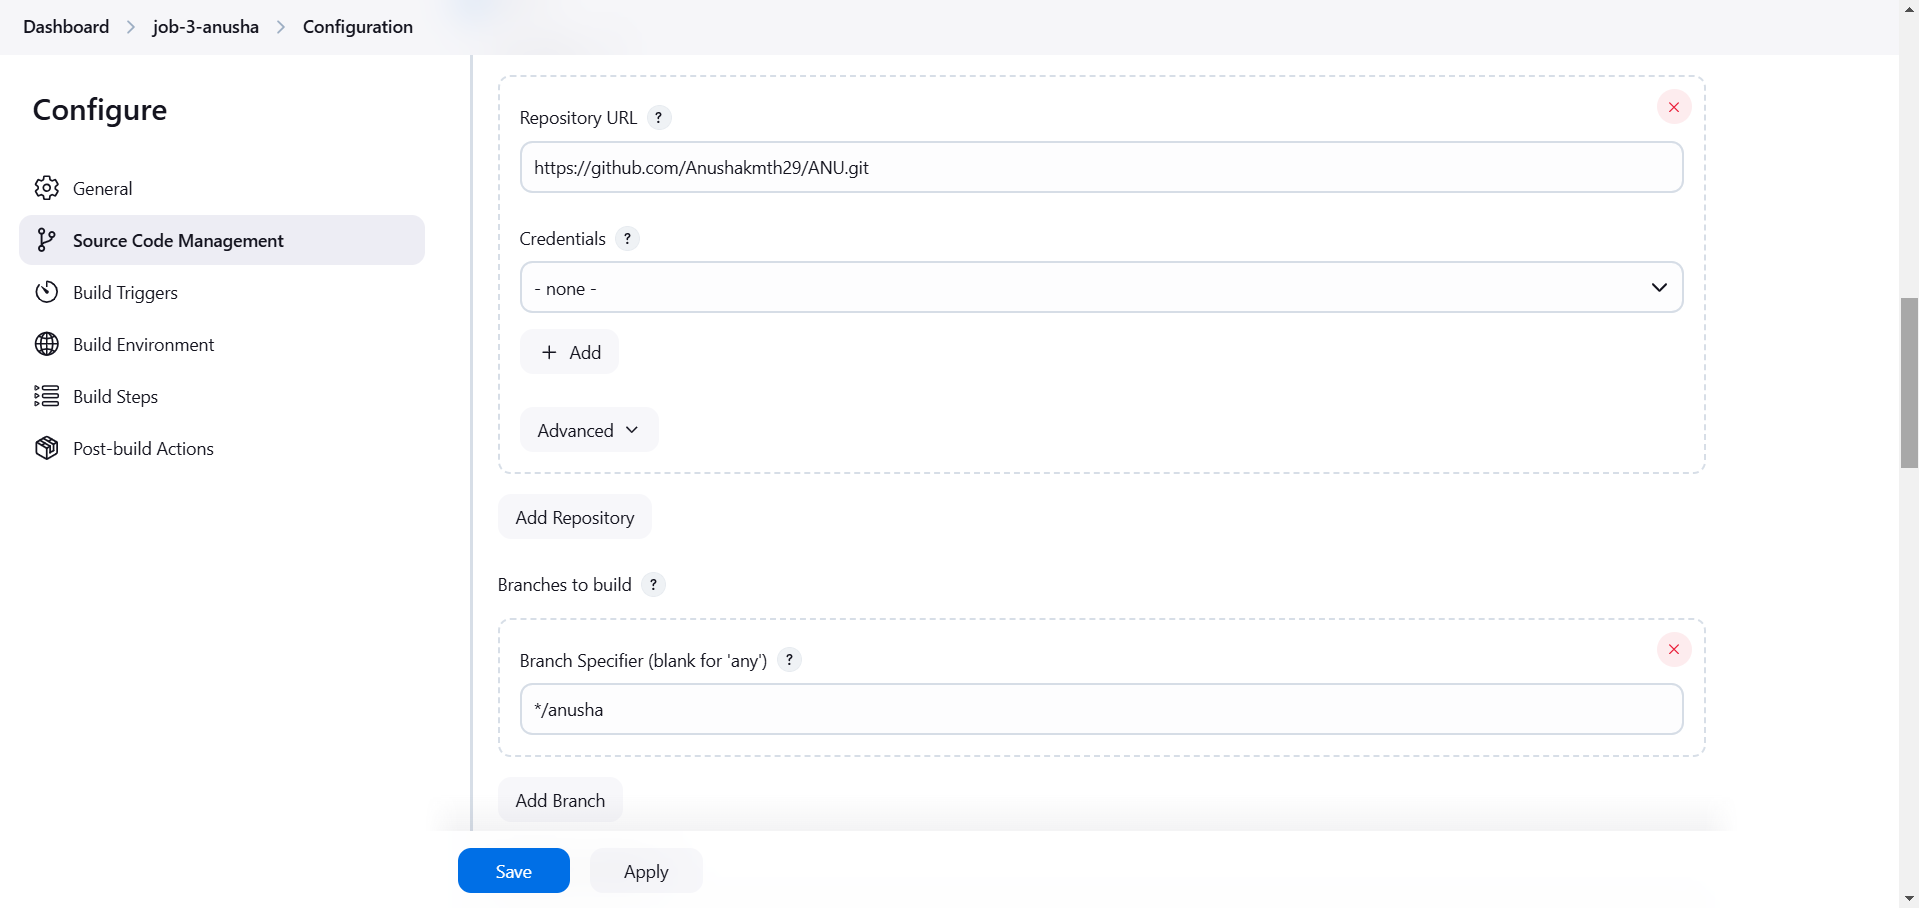 Dashboard > job-3-anusha > Configuration
Configure
General
Source Code Management
Build Triggers
Build Environment
Build Steps
Post-build Actions
Repository URL ?
https://github.com/Anushakmth29/ANU.git
Credentials ?
- none -
+ Add
Advanced
Add Repository
Branches to build ?
Branch Specifier (blank for 'any') ?
*/anusha
Add Branch
Save Apply